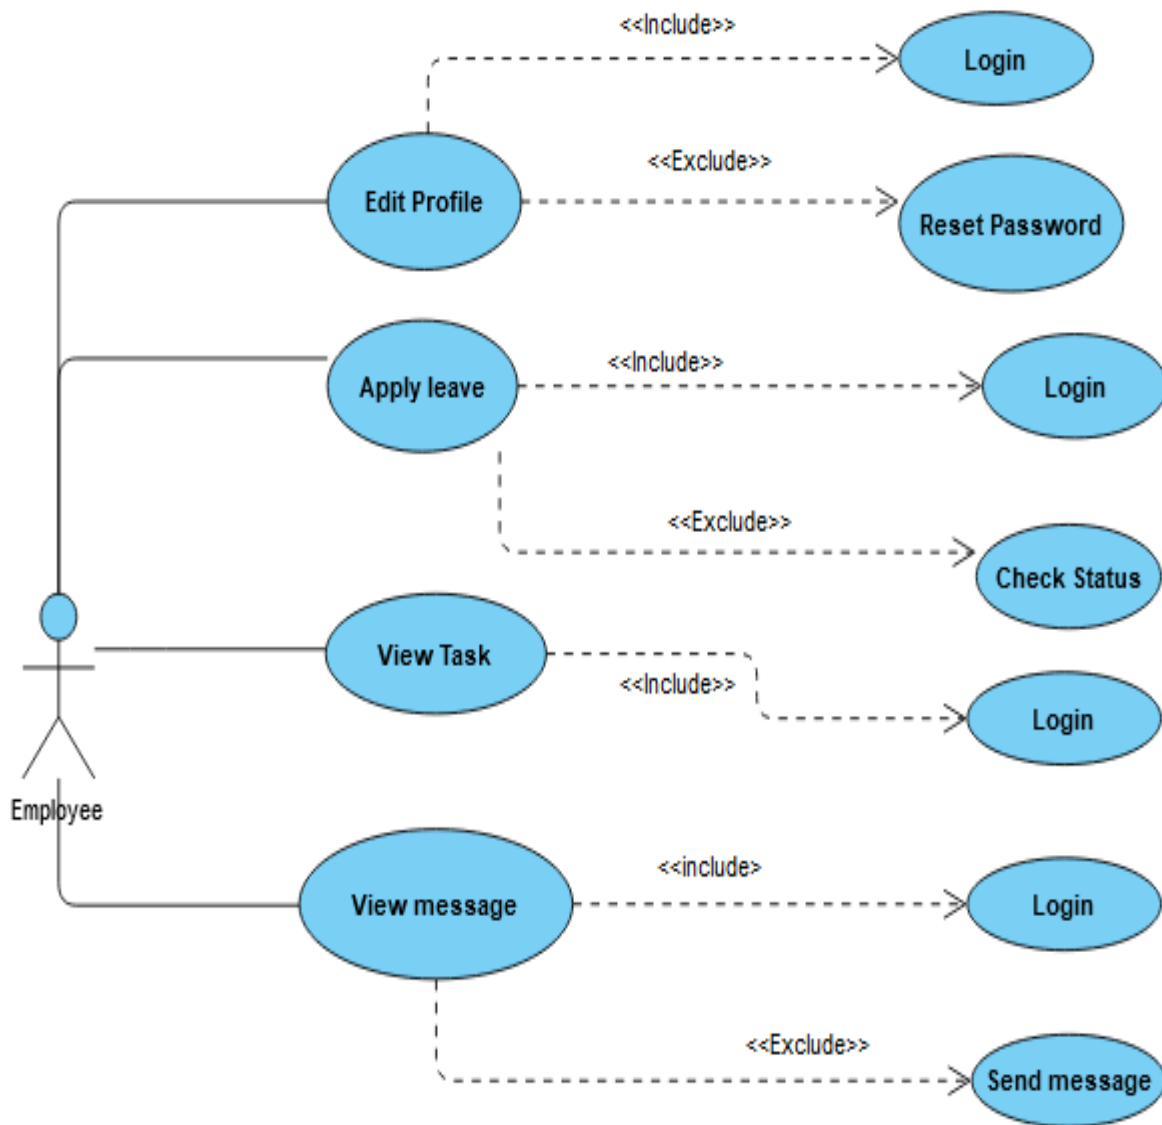 <<Include>>
Login
<<Exclude>>
Edit Profile
Reset Password
<<Include>>
Apply leave
Login
<<Exclude>>
Check Status
View Task
<<Include>>
Login
Employee
<<include>
View message
Login
<<Exclude>>
Send message